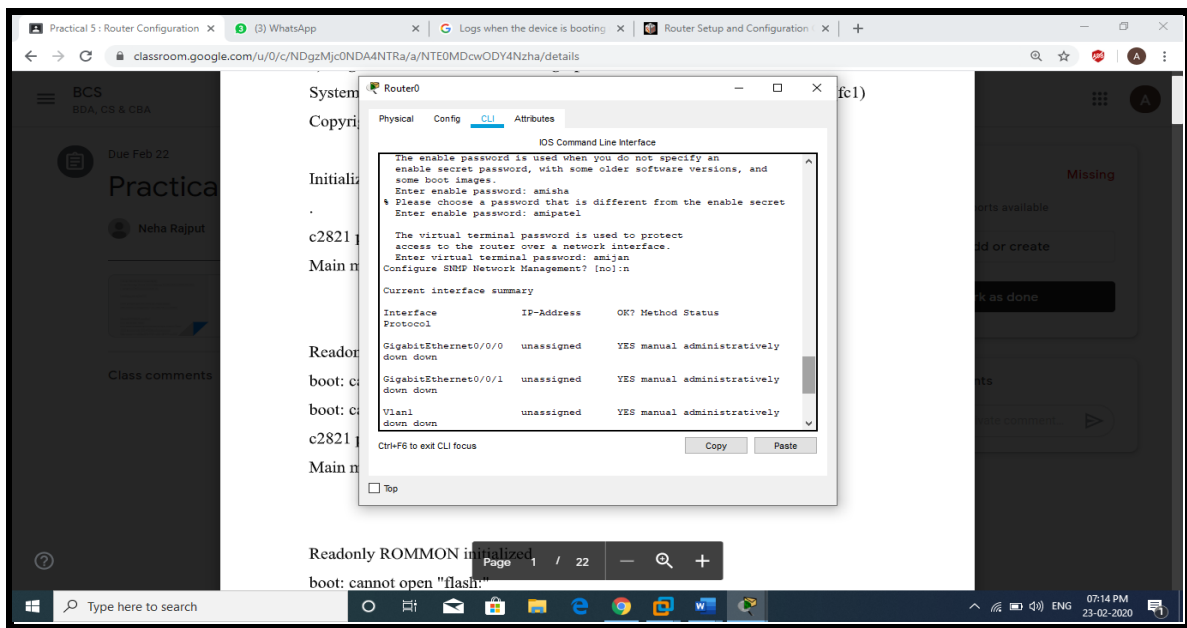 Practical 5 : Router Configuration
(3) WhatsApp
Logs when the device is booting
Router Setup and Configuration
classroom.google.com/u/0/c/NDgzMjc0NDA4NTRa/a/NTE0MDcwODY4Nzha/details
BCS
BDA, CS & CBA
Due Feb 22
Practica
Neha Rajput
Class comments
System
fc1)
Copyri
Initializ
.
c2821 p
Main m
Readon
boot: ca
boot: ca
c2821 p
Main m
Readonly ROMMON initialized
boot: cannot open "flash:"
Router0
Physical Config CLI Attributes
IOS Command Line Interface
The enable password is used when you do not specify an
enable secret password, with some older software versions, and
some boot images.
Enter enable password: amisha
% Please choose a password that is different from the enable secret
Enter enable password: amipatel
The virtual terminal password is used to protect
access to the router over a network interface.
Enter virtual terminal password: amijan
Configure SNMP Network Management? [no]:n
Current interface summary
Interface IP-Address OK? Method Status
Protocol
GigabitEthernet0/0/0 unassigned YES manual administratively
down down
GigabitEthernet0/0/1 unassigned YES manual administratively
down down
Vlan1 unassigned YES manual administratively
down down
Ctrl+F6 to exit CLI focus
Copy Paste
Top
Missing
dd or create
rk as done
Page 1 / 22
Type here to search
ENG
07:14 PM
23-02-2020